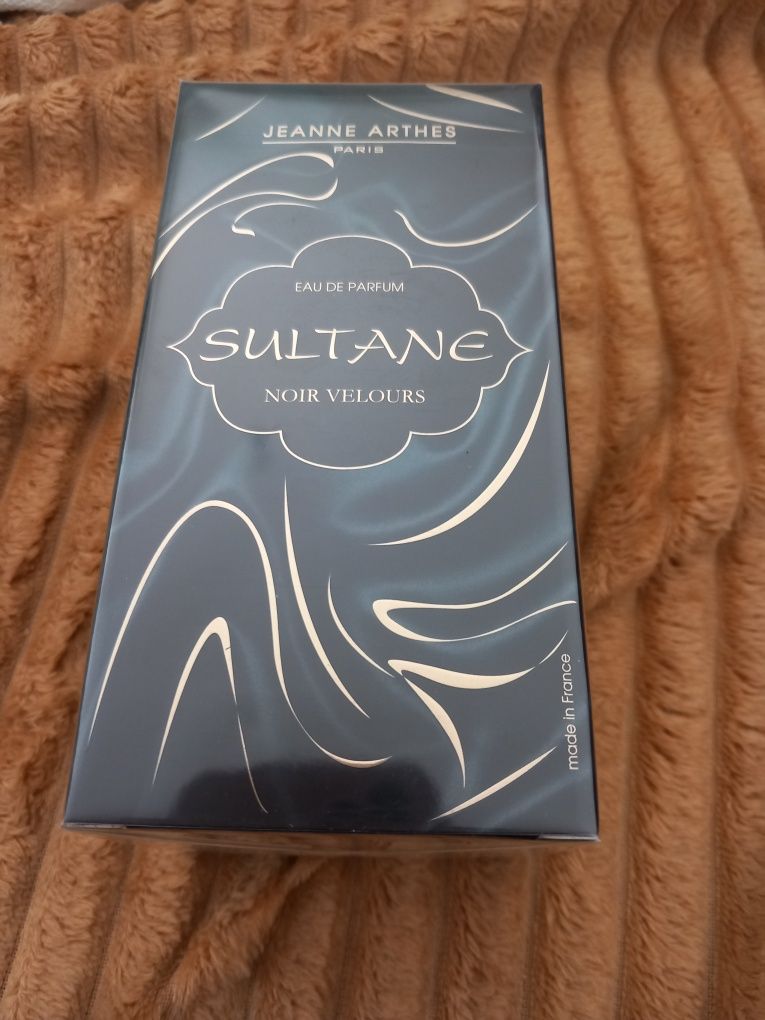 JEANNE ARTHES
PARIS
EAU DE PARFUM
SULTANE
NOIR VELOURS
made in France